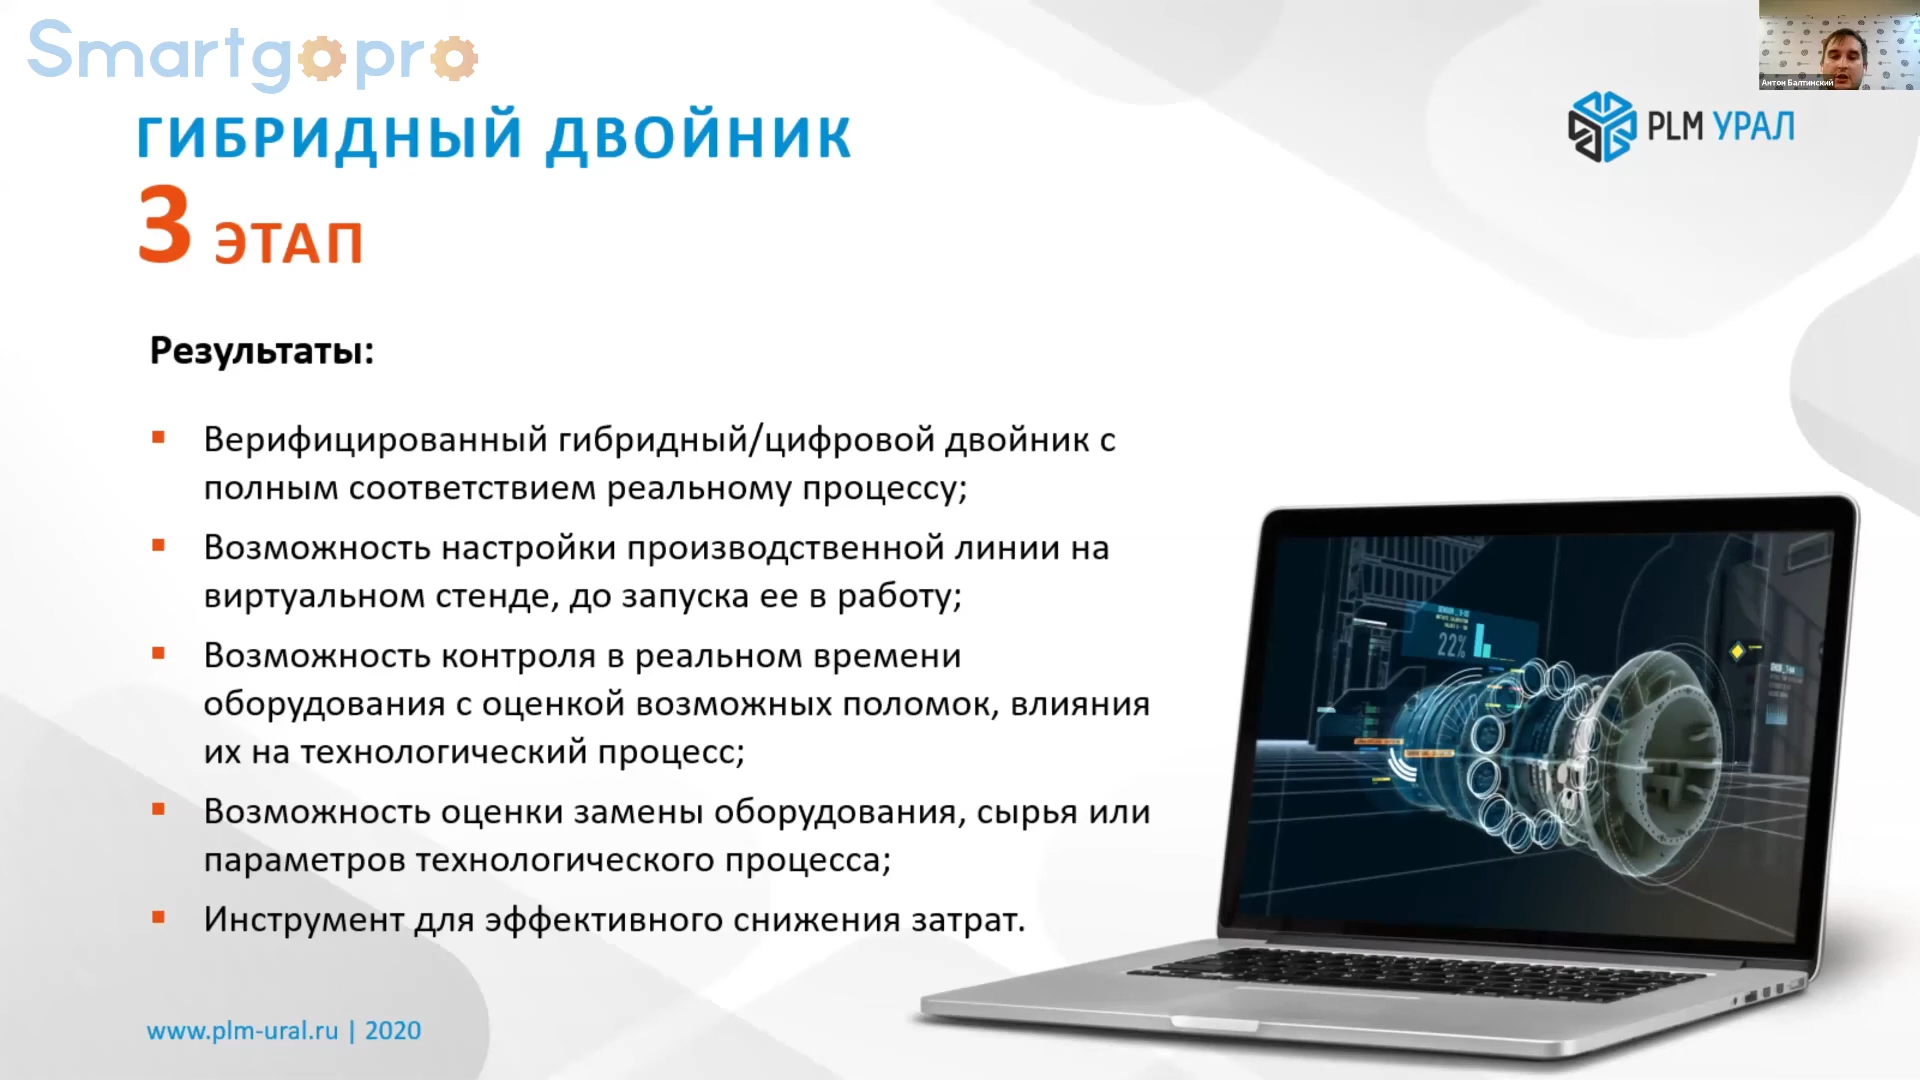 Smartgopro
Антон Балтинский
PLM УРАЛ
ГИБРИДНЫЙ ДВОЙНИК
3 ЭТАП
Результаты:
Верифицированный гибридный/цифровой двойник с
полным соответствием реальному процессу;
Возможность настройки производственной линии на
виртуальном стенде, до запуска ее в работу;
Возможность контроля в реальном времени
оборудования с оценкой возможных поломок, влияния
их на технологический процесс;
Возможность оценки замены оборудования, сырья или
параметров технологического процесса;
Инструмент для эффективного снижения затрат.
22%
www.plm-ural.ru | 2020